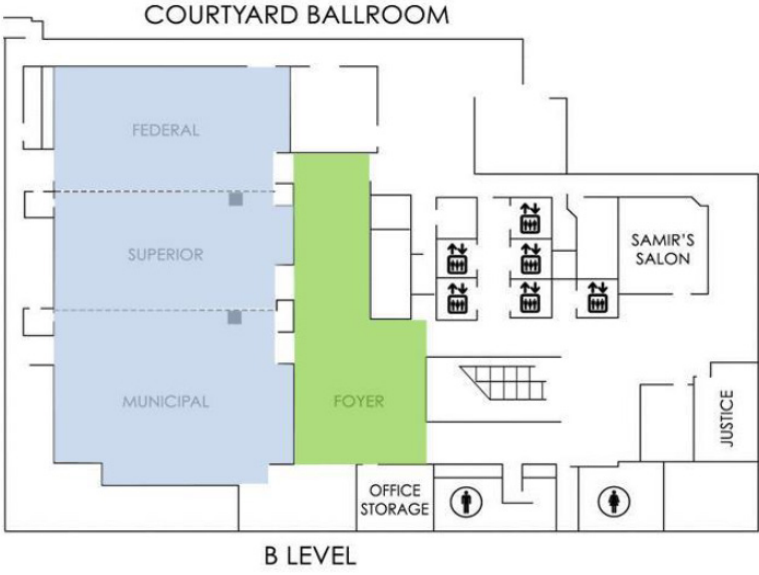 COURTYARD BALLROOM
FEDERAL
SUPERIOR
SAMIR'S
SALON
MUNICIPAL
FOYER
JUSTICE
OFFICE
STORAGE
B LEVEL